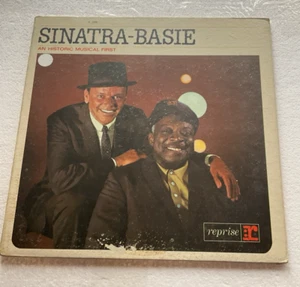 SINATRA-BASIE
AN HISTORIC MUSICAL FIRST
reprise